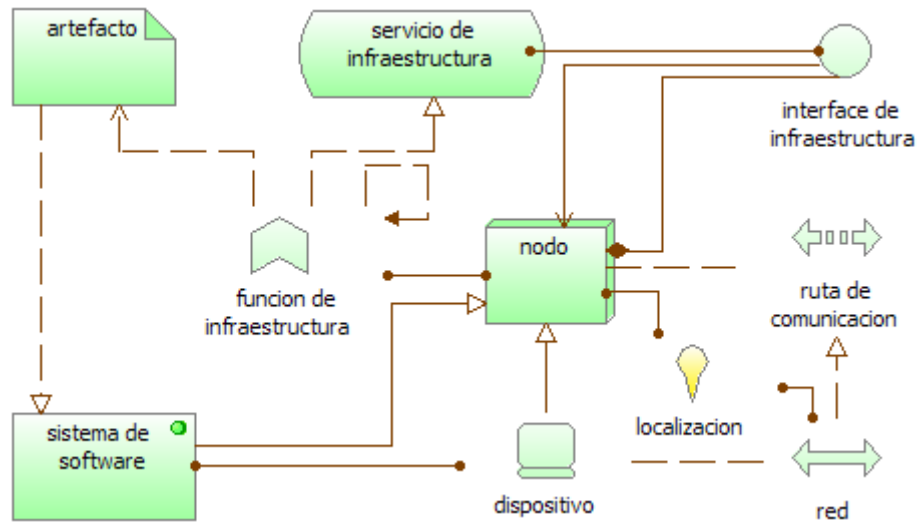 artefacto
servicio de
infraestructura
interface de
infraestructura
nodo
funcion de
infraestructura
ruta de
comunicacion
sistema de
software
localizacion
dispositivo
red